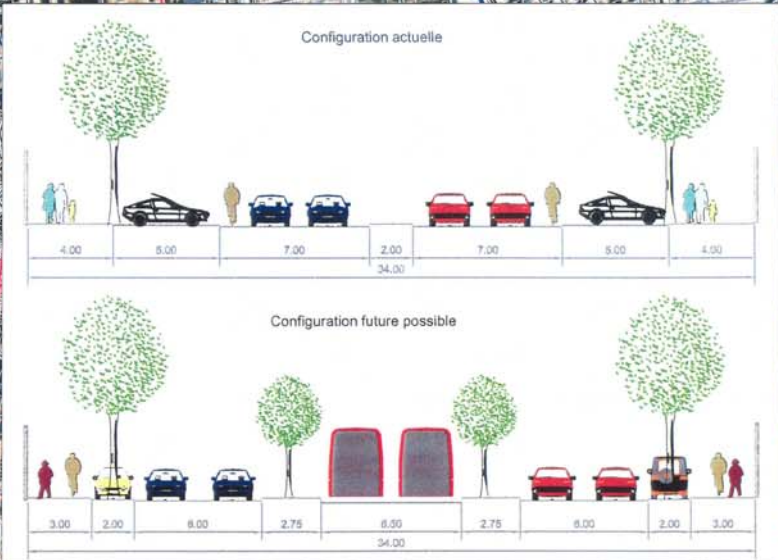 Configuration actuelle
4.00 5.00 7.00 2.00 7.00 5.00 4.00
34.00
Configuration future possible
3.00 2.00 6.00 2.75 6.50 2.75 6.00 2.00 3.00
34.00